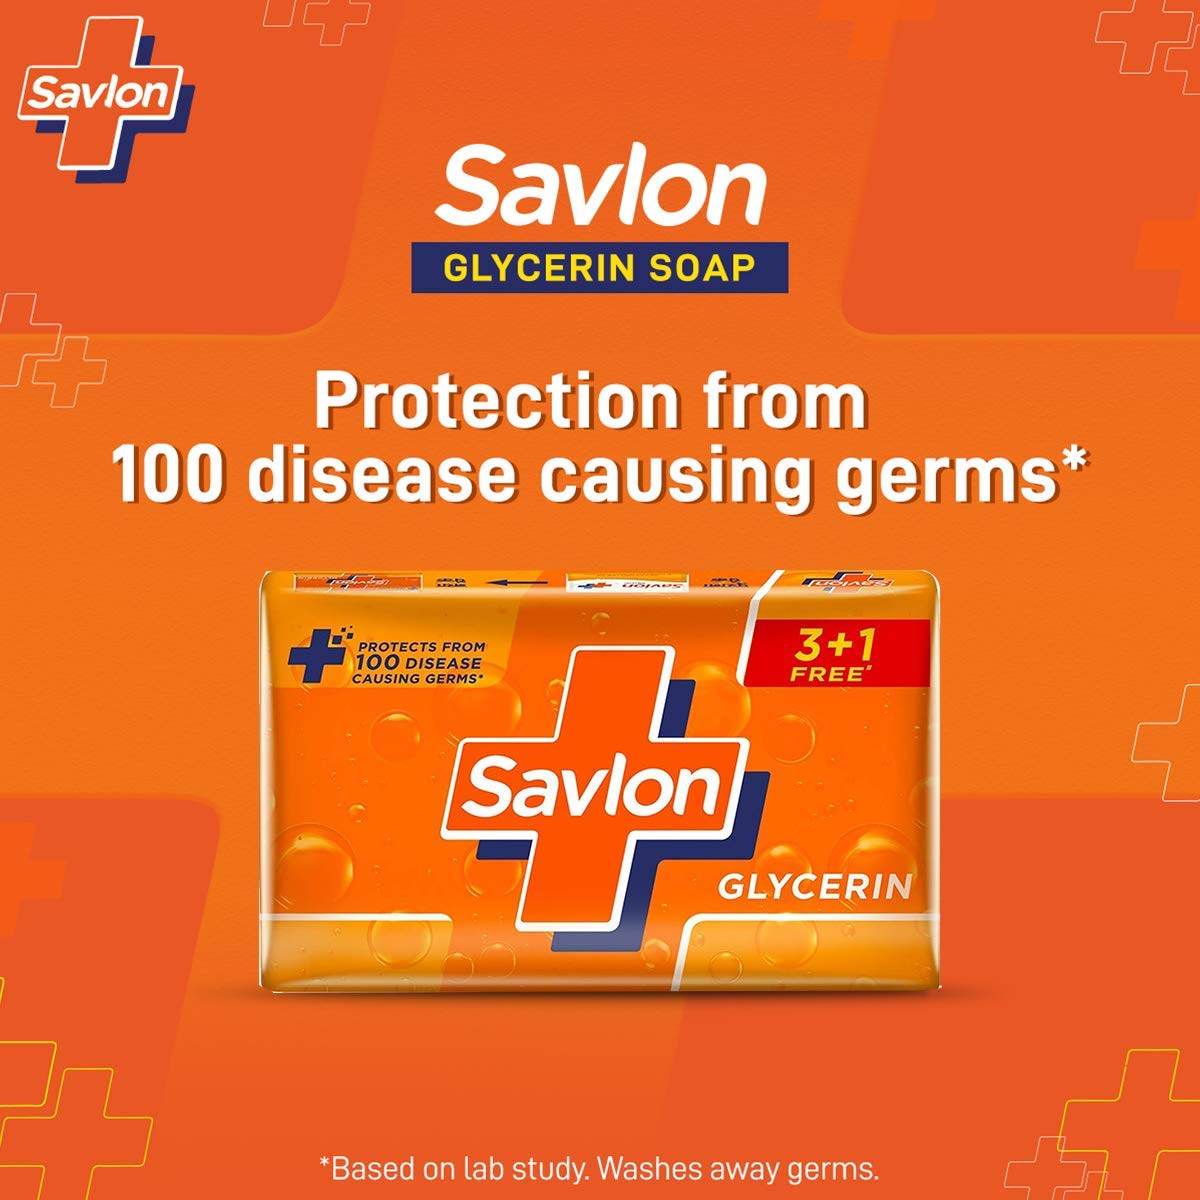 Savlon
Savlon
GLYCERIN SOAP
Protection from
100 disease causing germs*
PROTECTS FROM
100 DISEASE
CAUSING GERMS*
3+1
FREE"
Savlon
GLYCERIN
*Based on lab study. Washes away germs.